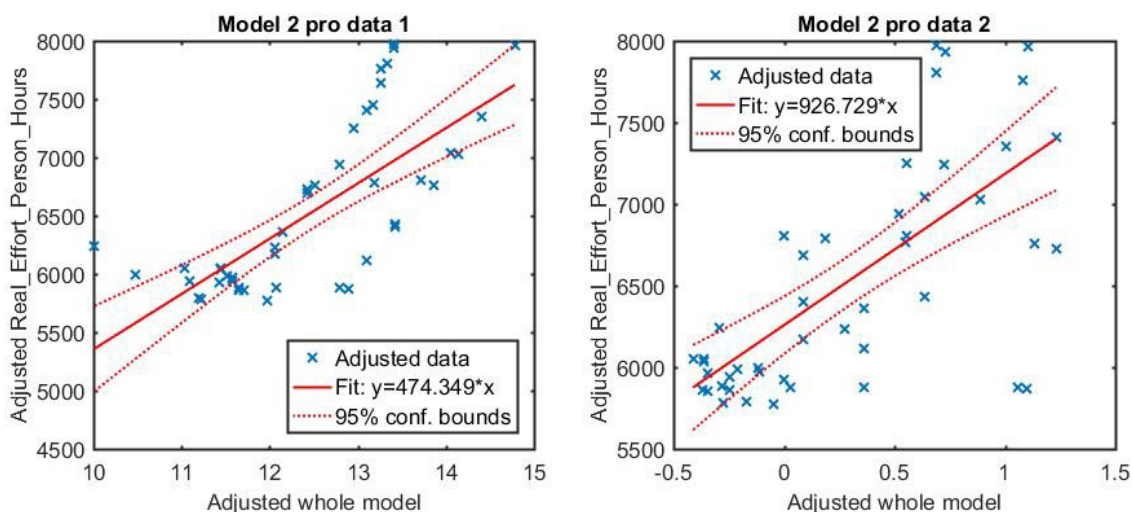 Model 2 pro data 1
8000
7500
7000
6500
6000
5500
5000
4500
Adjusted Real_Effort_Person_Hours
Adjusted data
Fit: y=474.349*x
95% conf. bounds
10 11 12 13 14 15
Adjusted whole model
Model 2 pro data 2
8000
7500
7000
6500
6000
5500
Adjusted Real_Effort_Person_Hours
Adjusted data
Fit: y=926.729*x
95% conf. bounds
-0.5 0 0.5 1 1.5
Adjusted whole model